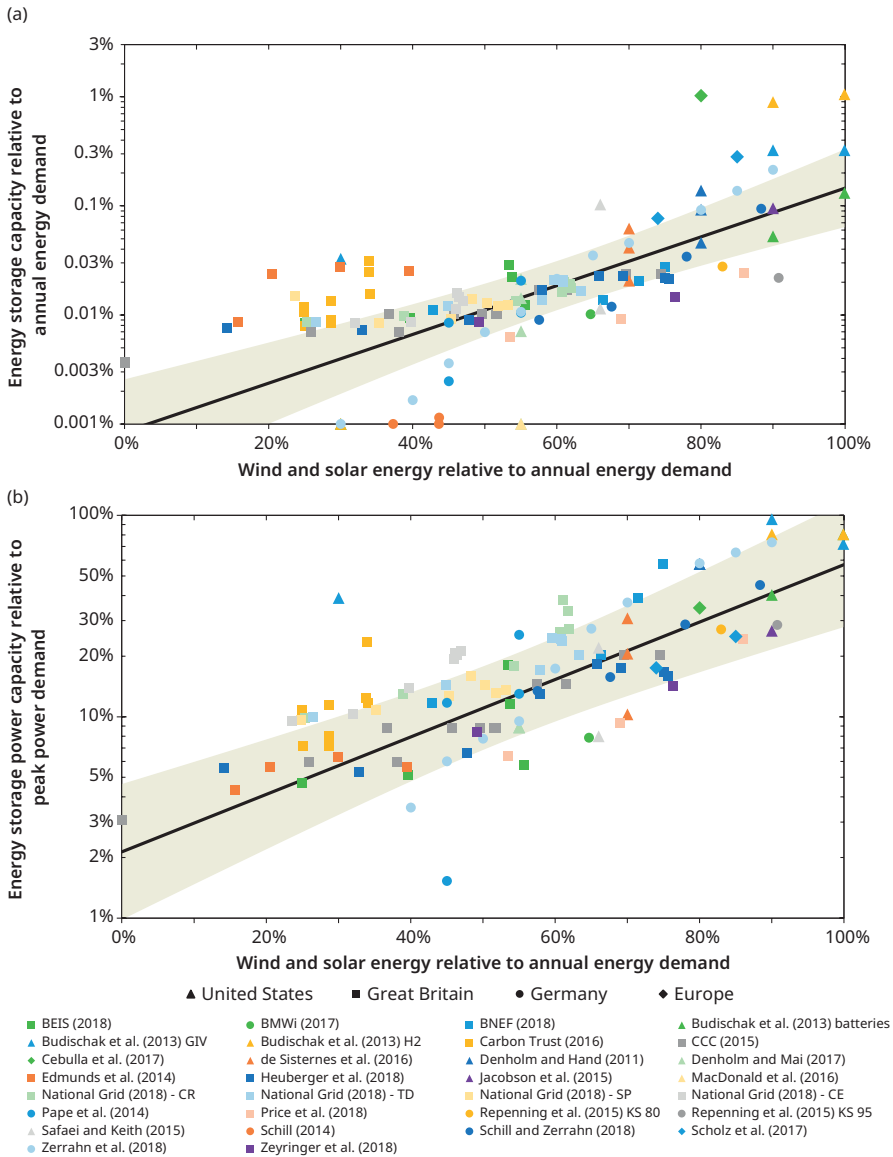 (a)
Energy storage capacity relative to
annual energy demand
3%
1%
0.3%
0.1%
0.03%
0.01%
0.003%
0.001%
0%
20%
40%
60%
80%
100%
Wind and solar energy relative to annual energy demand
(b)
Energy storage power capacity relative to
peak power demand
100%
50%
30%
20%
10%
5%
3%
2%
1%
0%
20%
40%
60%
80%
100%
Wind and solar energy relative to annual energy demand
United States Great Britain Germany Europe
BEIS (2018) BMWi (2017) BNEF (2018) Budischak et al. (2013) batteries
Budischak et al. (2013) GIV Budischak et al. (2013) H2 Carbon Trust (2016) CCC (2015)
Cebulla et al. (2017) de Sisternes et al. (2016) Denholm and Hand (2011) Denholm and Mai (2017)
Edmunds et al. (2014) Heuberger et al. (2018) Jacobson et al. (2015) MacDonald et al. (2016)
National Grid (2018) - CR National Grid (2018) - TD National Grid (2018) - SP National Grid (2018) - CE
Pape et al. (2014) Price et al. (2018) Repenning et al. (2015) KS 80 Repenning et al. (2015) KS 95
Safaei and Keith (2015) Schill (2014) Schill and Zerrahn (2018) Scholz et al. (2017)
Zerrahn et al. (2018) Zeyringer et al. (2018)